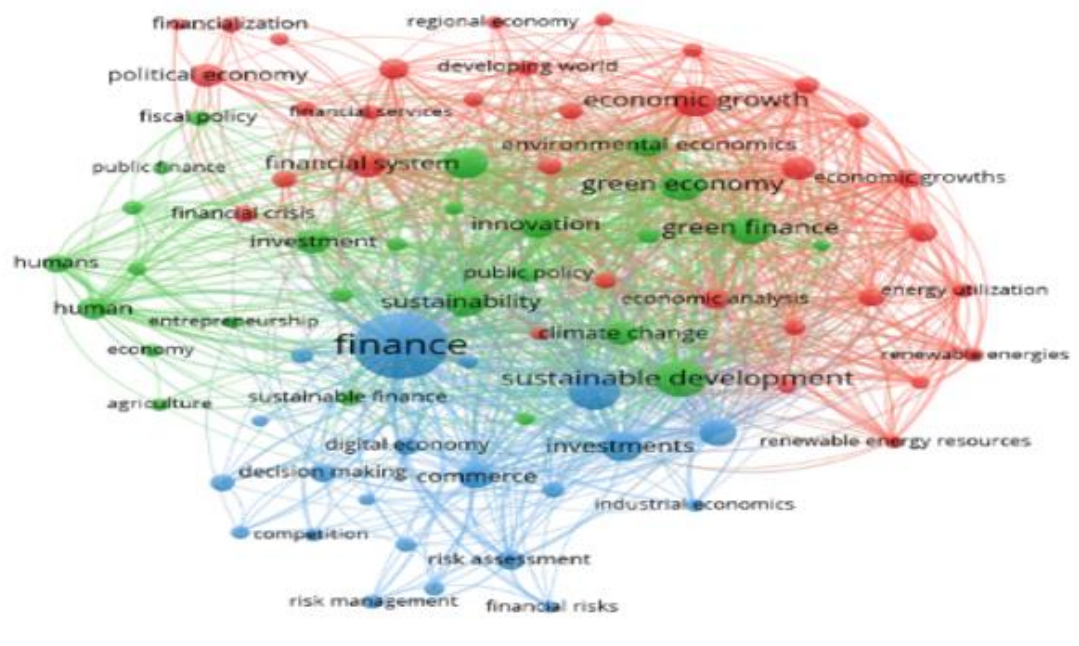 financialization
regional economy
political economy
developing world
economic growth
fiscal policy
financial services
environmental economics
public finance
financial system
green economy
economic growths
financial crisis
innovation
green finance
investment
humans
public policy
energy utilization
human
sustainability
economic analysis
entrepreneurship
finance
climate change
economy
renewable energies
sustainable development
agriculture
sustainable finance
digital economy
investments
renewable energy resources
decision making
commerce
industrial economics
competition
risk assessment
risk management
financial risks